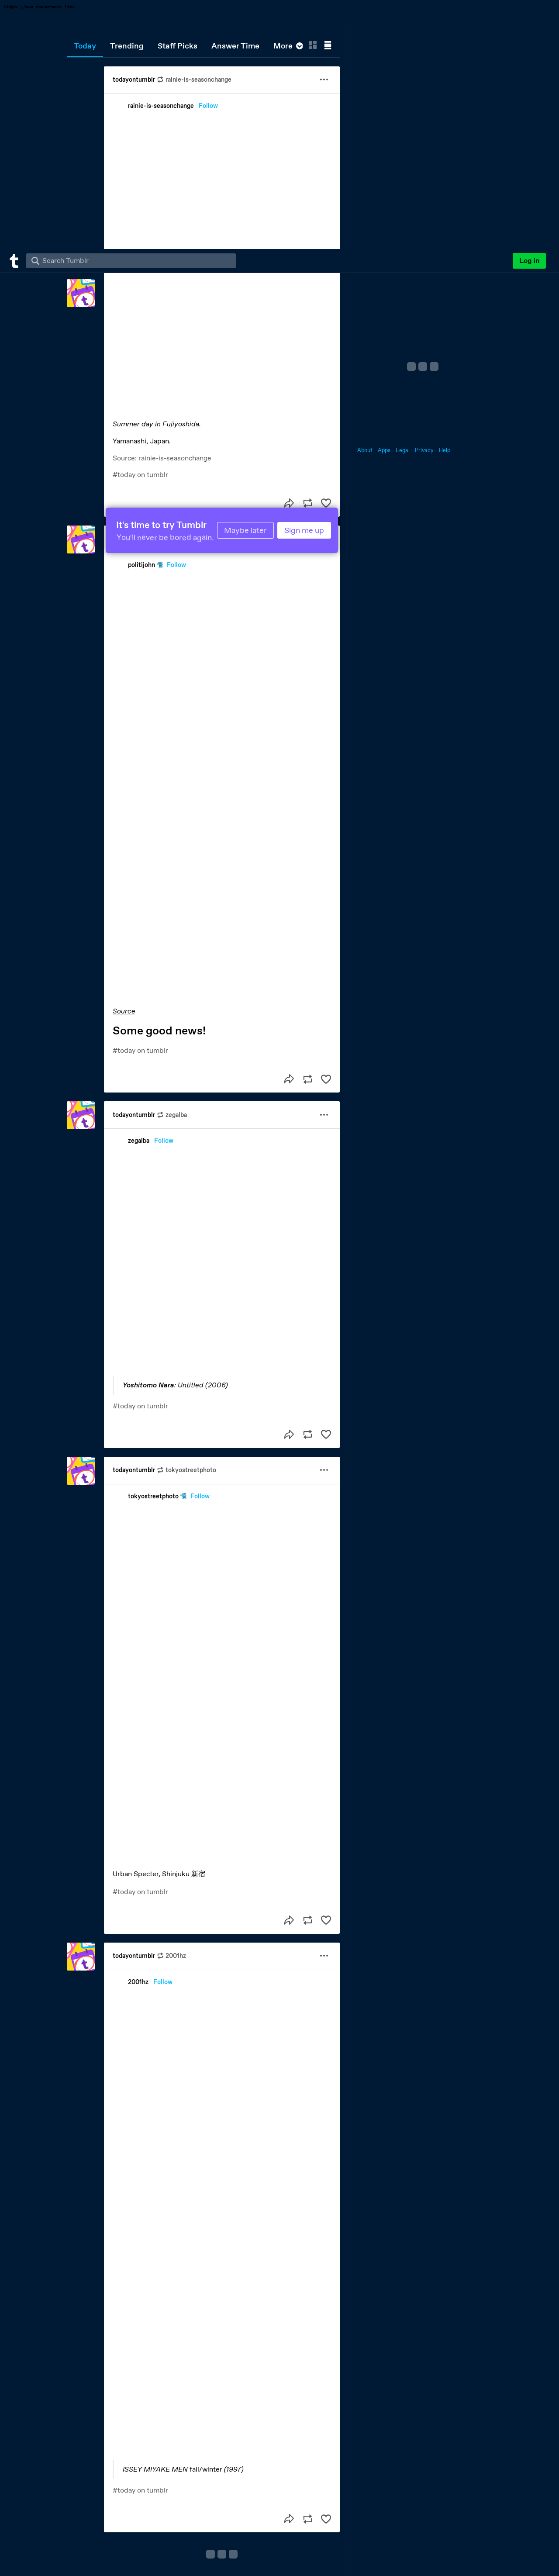 Today Trending Staff Picks Answer Time More
todayontumblr rainie-is-seasonchange
rainie-is-seasonchange Follow
t Search Tumblr Log in
Summer day in Fujiyoshida.
Yamanashi, Japan.
Source: rainie-is-seasonchange
#today on tumblr
About Apps Legal Privacy Help
It's time to try Tumblr
You'll never be bored again.
Maybe later Sign me up
politijohn Follow
Source
Some good news!
#today on tumblr
todayontumblr zegalba
zegalba Follow
Yoshitomo Nara: Untitled (2006)
#today on tumblr
todayontumblr tokyostreetphoto
tokyostreetphoto Follow
Urban Specter, Shinjuku 新宿
#today on tumblr
todayontumblr 2001hz
2001hz Follow
ISSEY MIYAKE MEN fall/winter (1997)
#today on tumblr